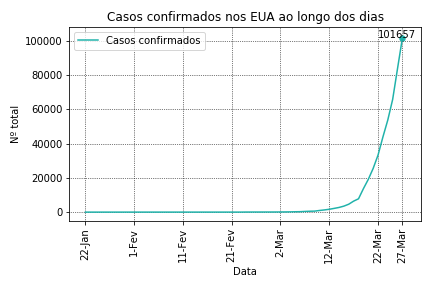 Casos confirmados nos EUA ao longo dos dias
Casos confirmados
101657
100000
80000
60000
40000
20000
0
Nº total
22-Jan
1-Fev
11-Fev
21-Fev
2-Mar
12-Mar
22-Mar
27-Mar
Data